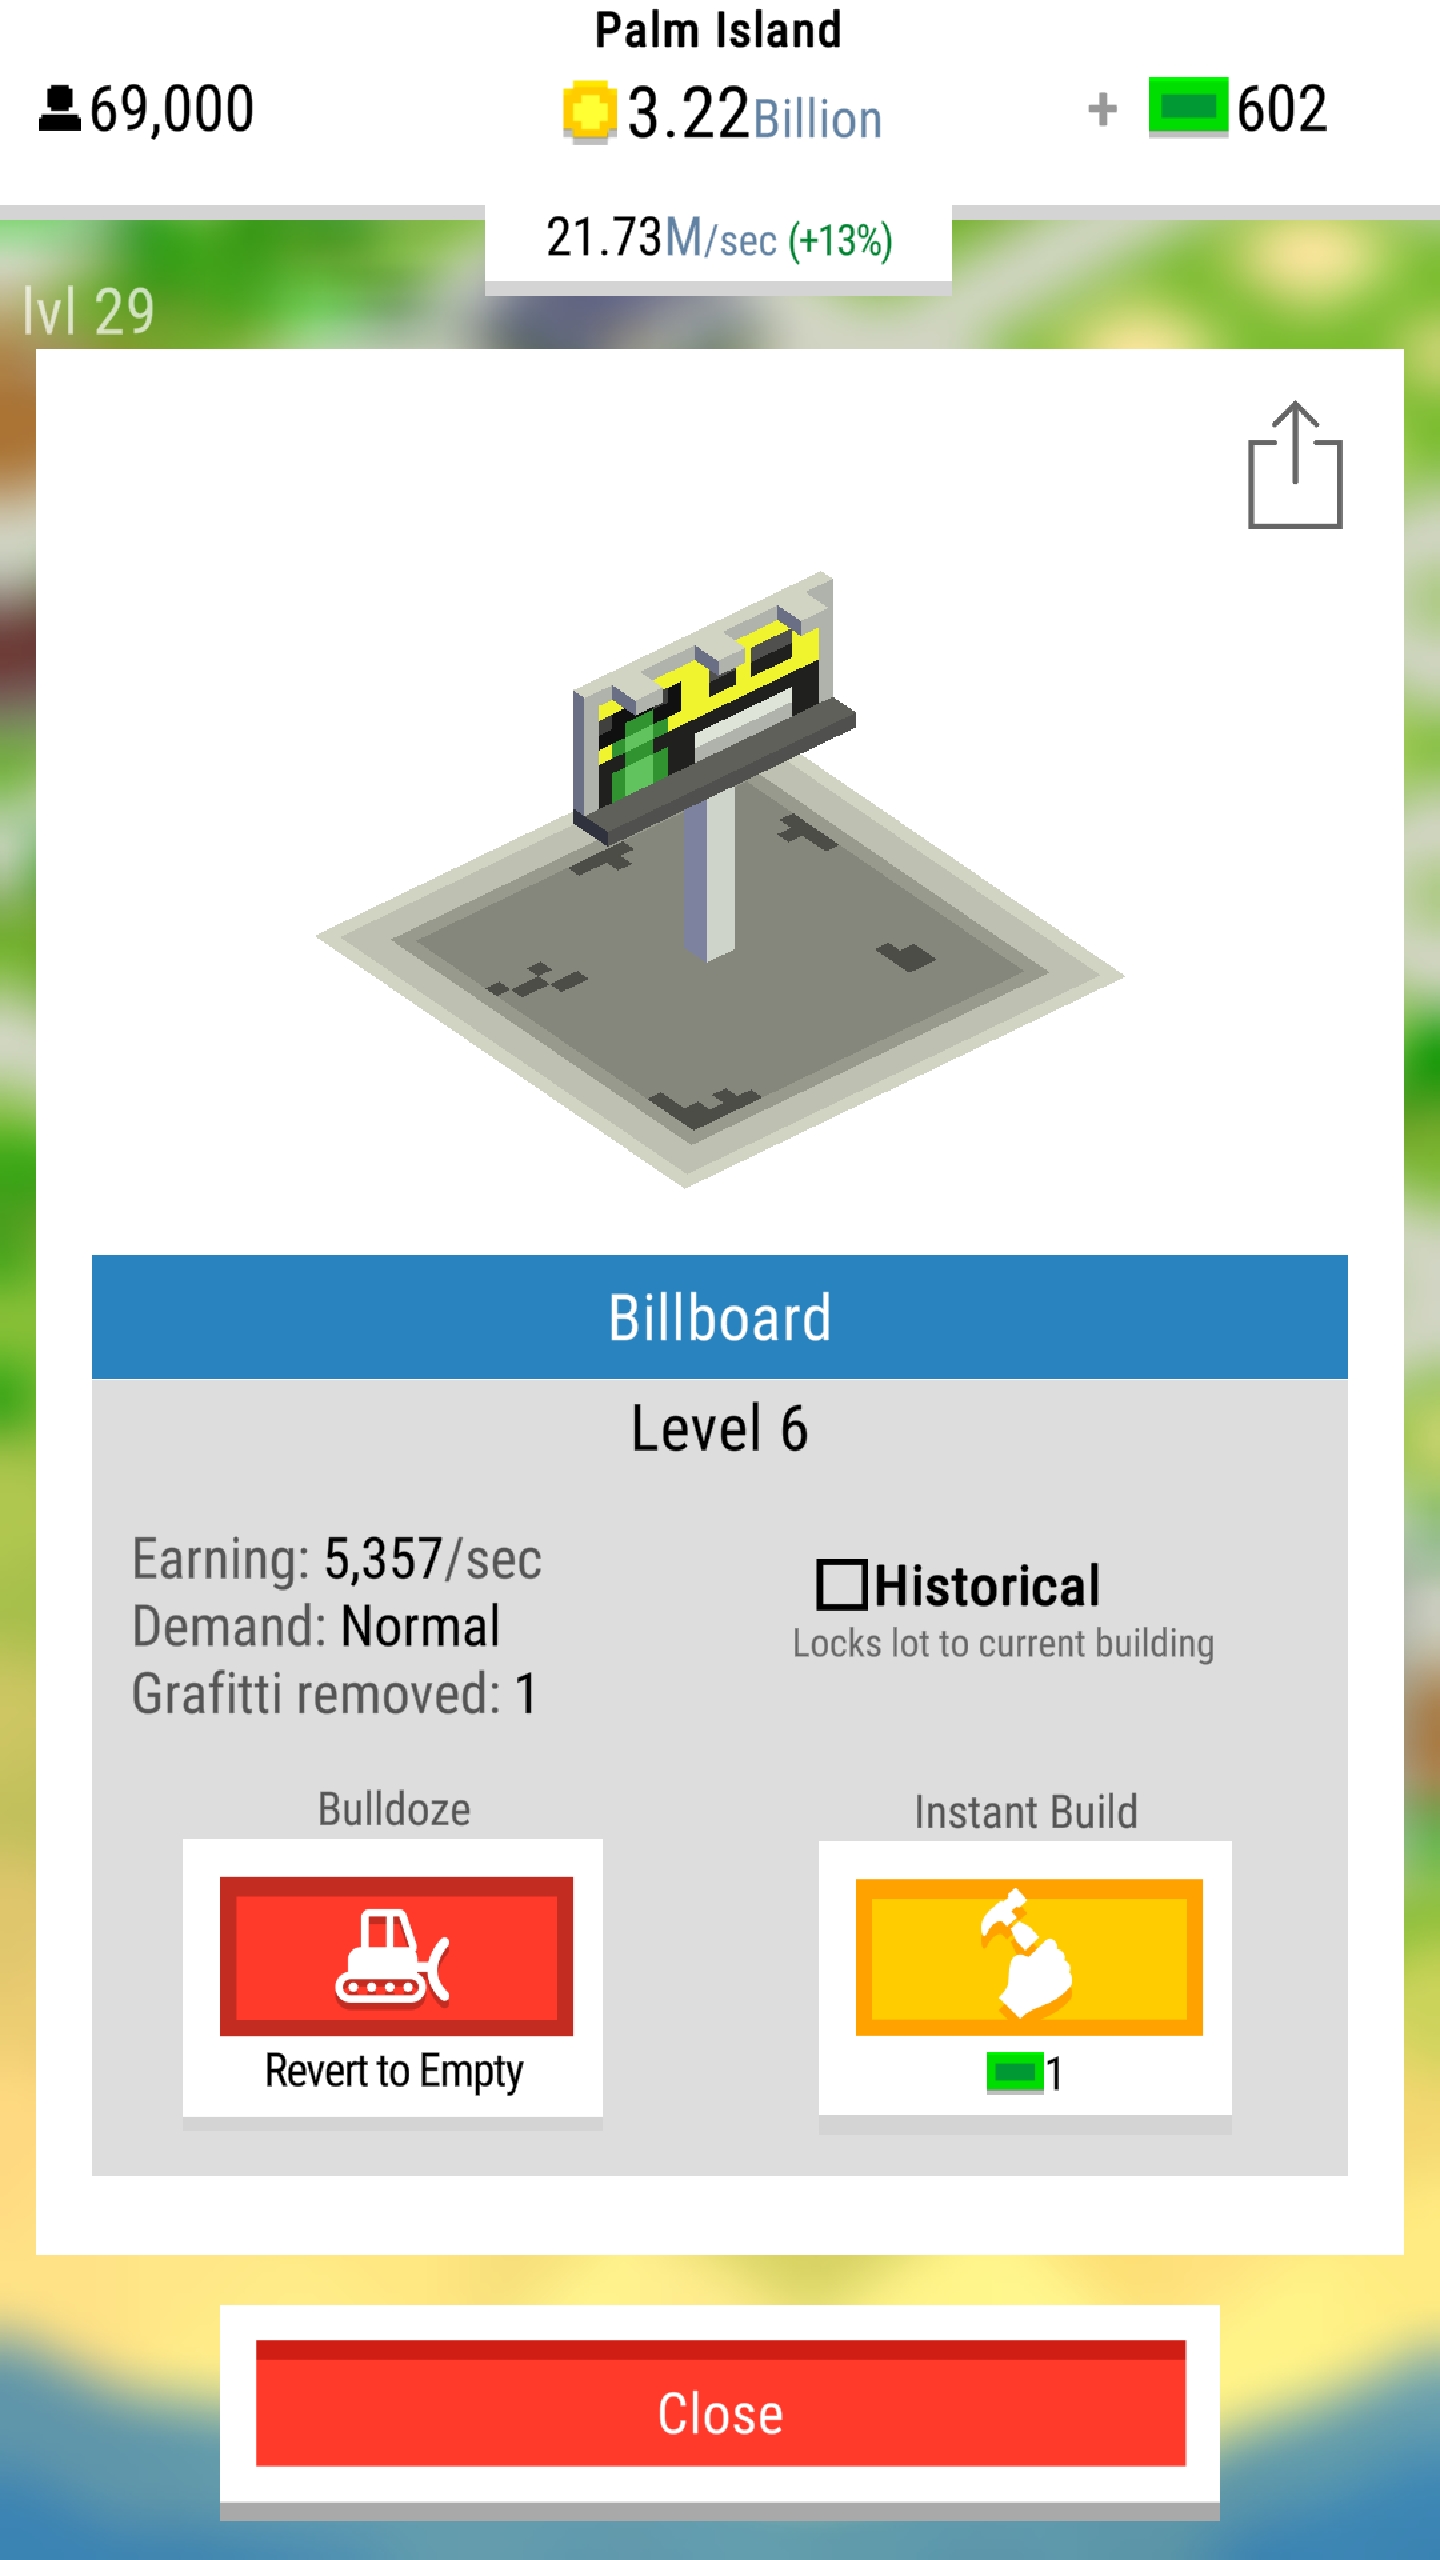 Palm Island
69,000
3.22Billion
+ 602
21.73M/sec (+13%)
lvl 29
Billboard
Level 6
Earning: 5,357/sec
Demand: Normal
Grafitti removed: 1
Historical
Locks lot to current building
Bulldoze
Revert to Empty
Instant Build
1
Close